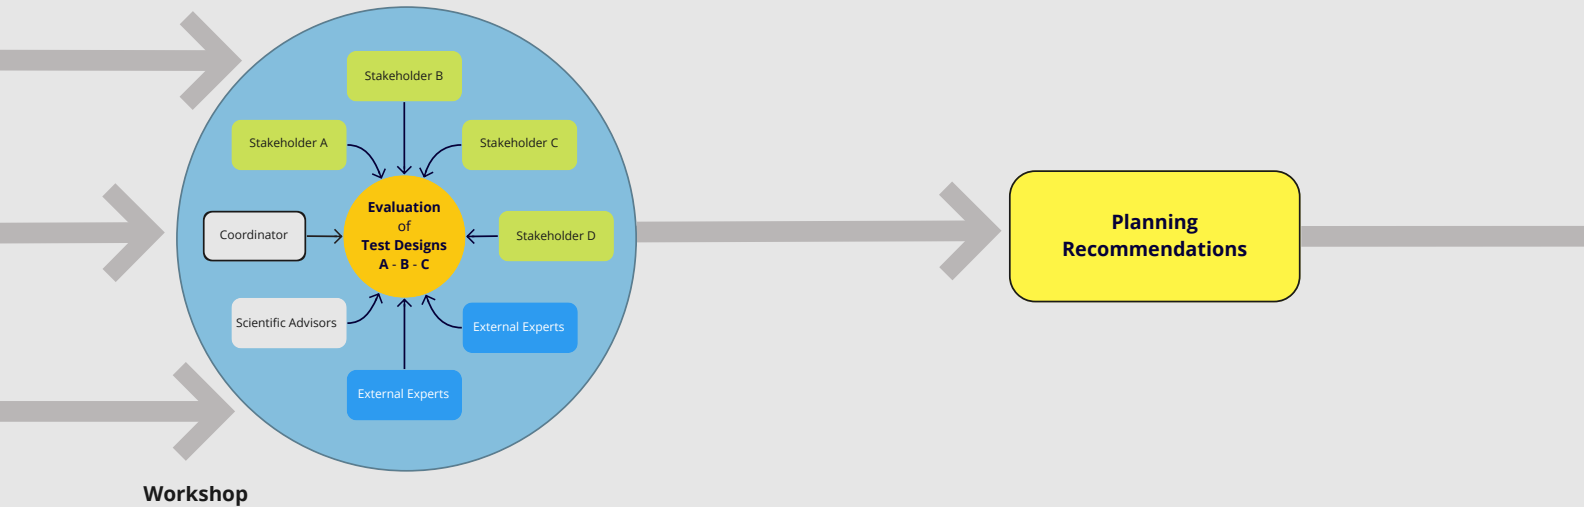 Stakeholder B
Stakeholder A
Stakeholder C
Evaluation
of
Test Designs
A - B - C
Coordinator
Stakeholder D
Scientific Advisors
External Experts
External Experts
Planning
Recommendations
Workshop